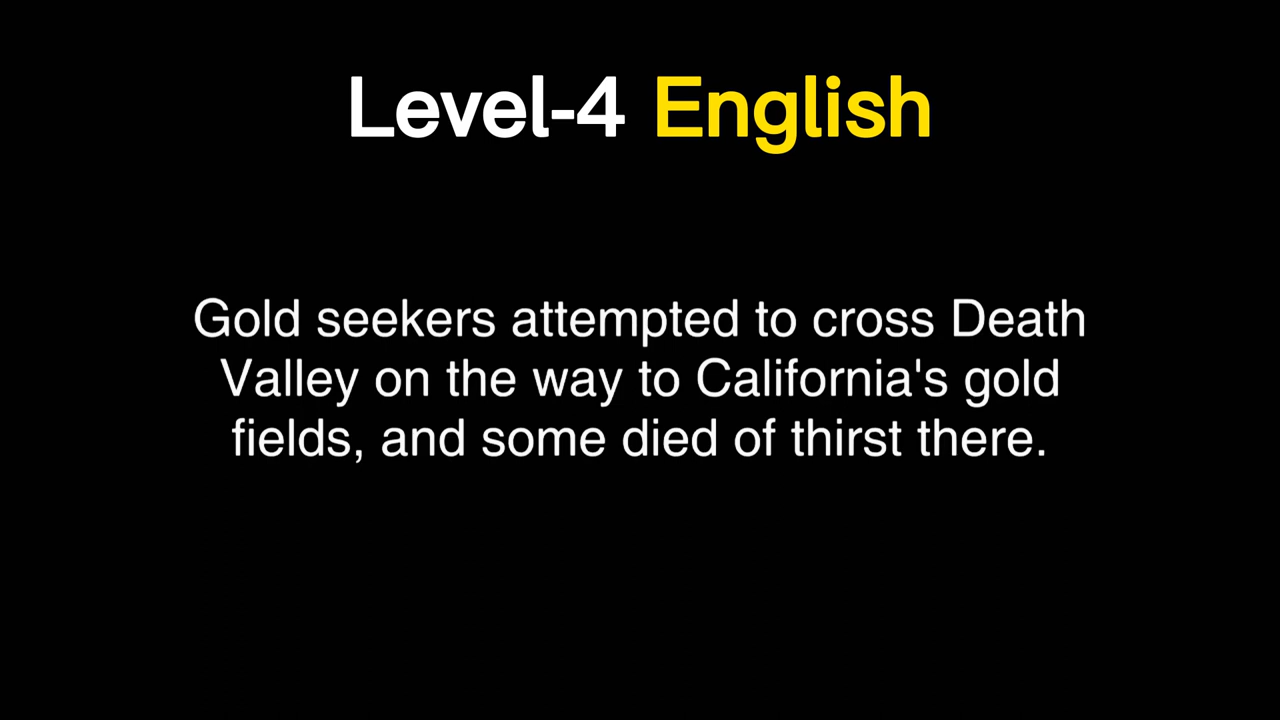 Level-4 English
Gold seekers attempted to cross Death
Valley on the way to California's gold
fields, and some died of thirst there.